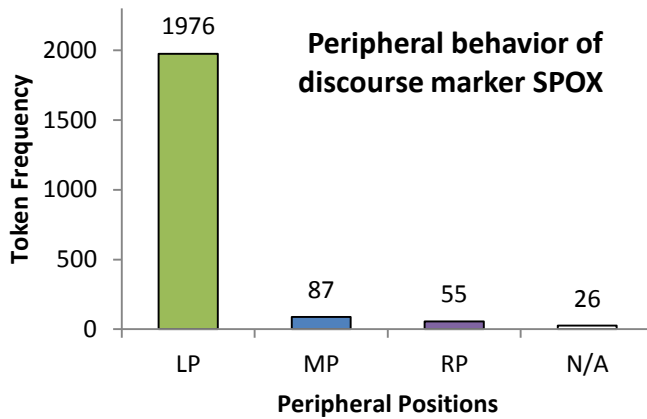 Peripheral behavior of
discourse marker SPOX
Token Frequency
2000
1500
1000
500
0
1976
87
55
26
LP
MP
RP
N/A
Peripheral Positions